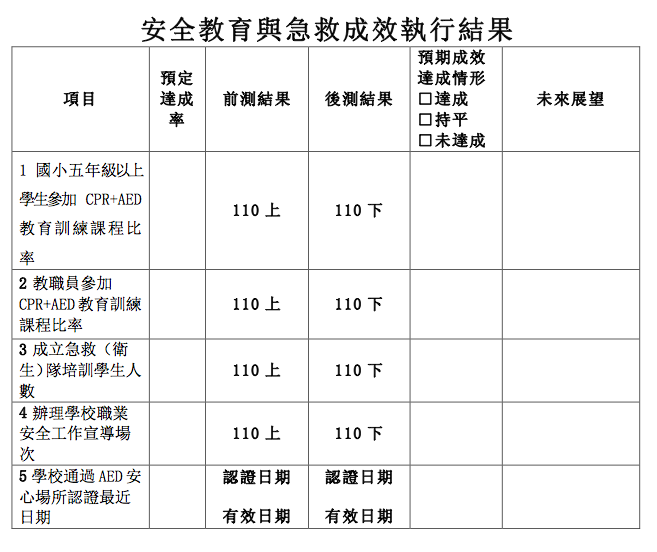 安全教育與急救成效執行結果
項目
預定
達成
率
前測結果
後測結果
預期成效
達成情形
□達成
□持平
□未達成
未來展望
1 國小五年級以上
學生參加 CPR+AED
教育訓練課程比
率
110 上
110 下
2 教職員參加
CPR+AED 教育訓練
課程比率
110 上
110 下
3 成立急救（衛
生）隊培訓學生人
數
110 上
110 下
4 辦理學校職業
安全工作宣導場
次
110 上
110 下
5 學校通過 AED 安
心場所認證最近
日期
認證日期
有效日期
認證日期
有效日期